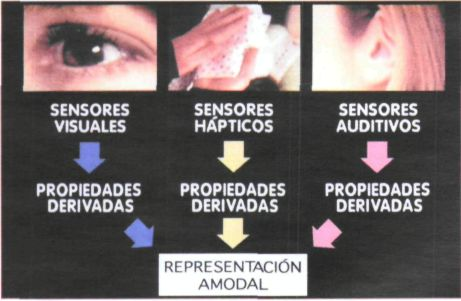 SENSORES
VISUALES
SENSORES
HÁPTICOS
SENSORES
AUDITIVOS
PROPIEDADES
DERIVADAS
PROPIEDADES
DERIVADAS
PROPIEDADES
DERIVADAS
REPRESENTACIÓN
AMODAL